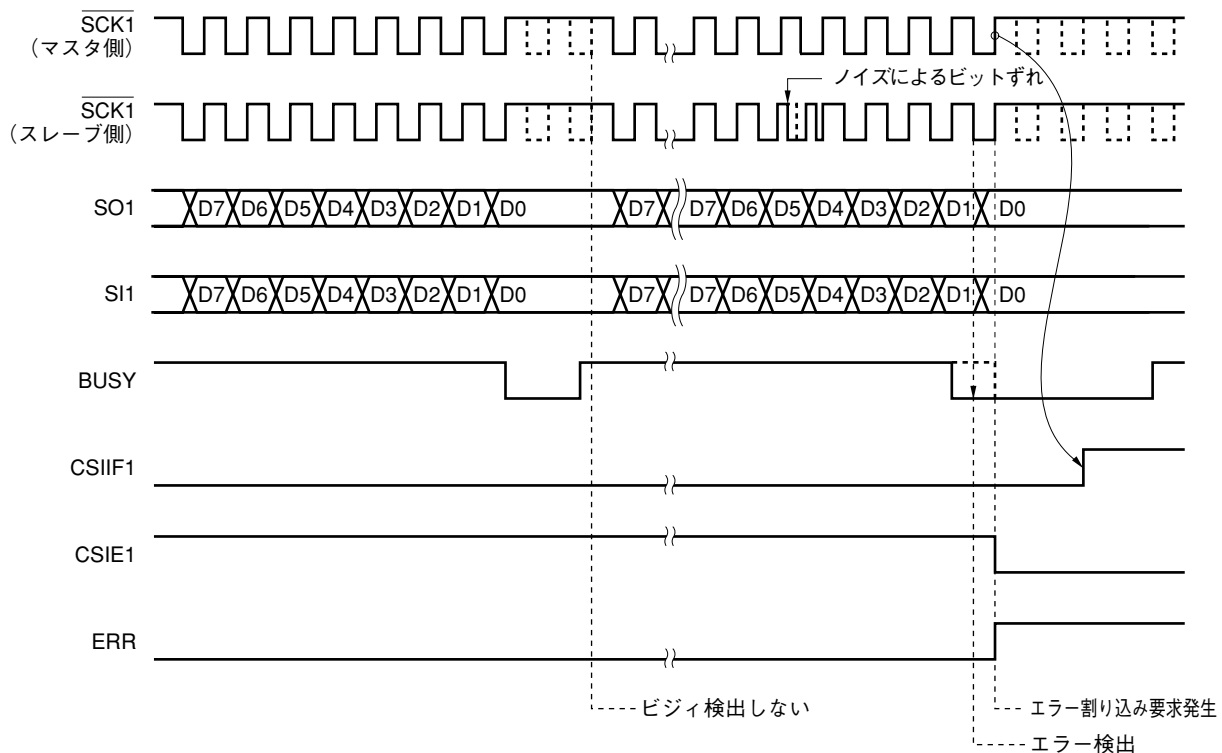 SCK1
（マスタ側）
ノイズによるビットずれ
SCK1
（スレーブ側）
SO1 D7 D6 D5 D4 D3 D2 D1 D0 D7 D7 D6 D5 D4 D3 D2 D1 D0
SI1 D7 D6 D5 D4 D3 D2 D1 D0 D7 D7 D6 D5 D4 D3 D2 D1 D0
BUSY
CSIIF1
CSIE1
ERR
ビジィ検出しない
エラー割り込み要求発生
エラー検出